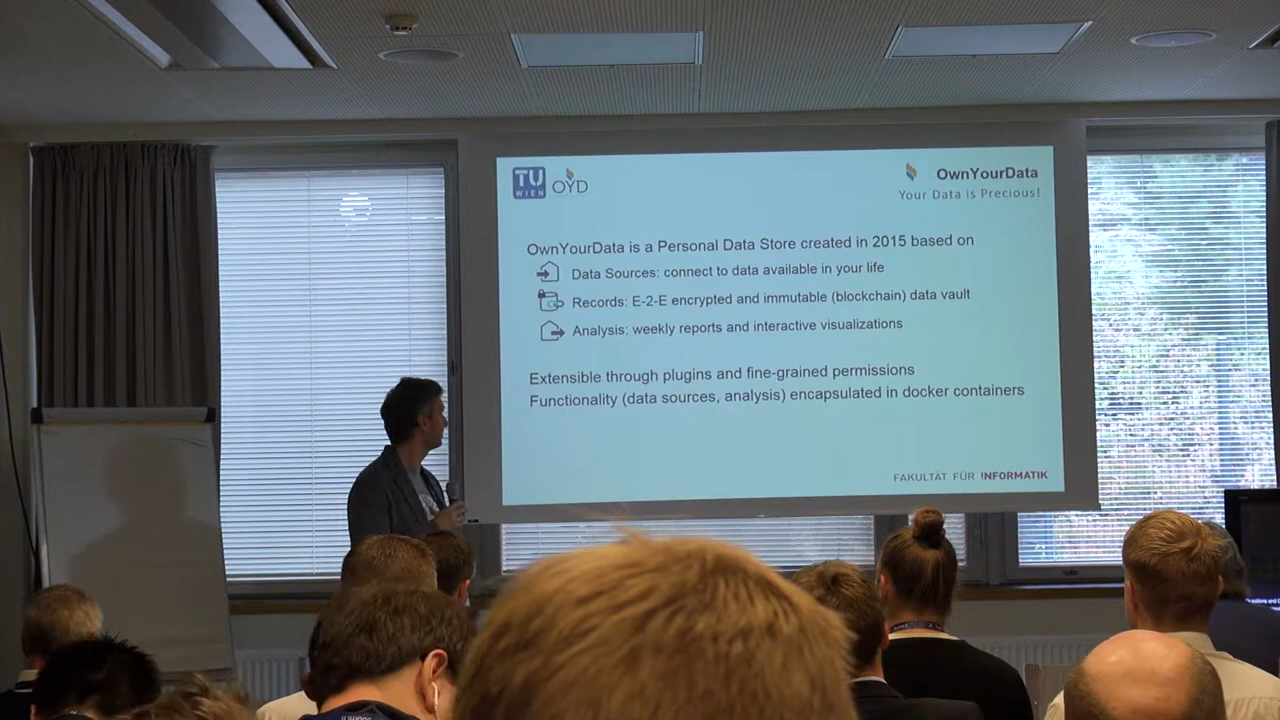 TU
WIEN
OYD
OwnYourData
Your Data is Precious!
OwnYourData is a Personal Data Store created in 2015 based on
Data Sources: connect to data available in your life
Records: E-2-E encrypted and immutable (blockchain) data vault
Analysis: weekly reports and interactive visualizations
Extensible through plugins and fine-grained permissions
Functionality (data sources, analysis) encapsulated in docker containers
FAKULTÄT FÜR INFORMATIK